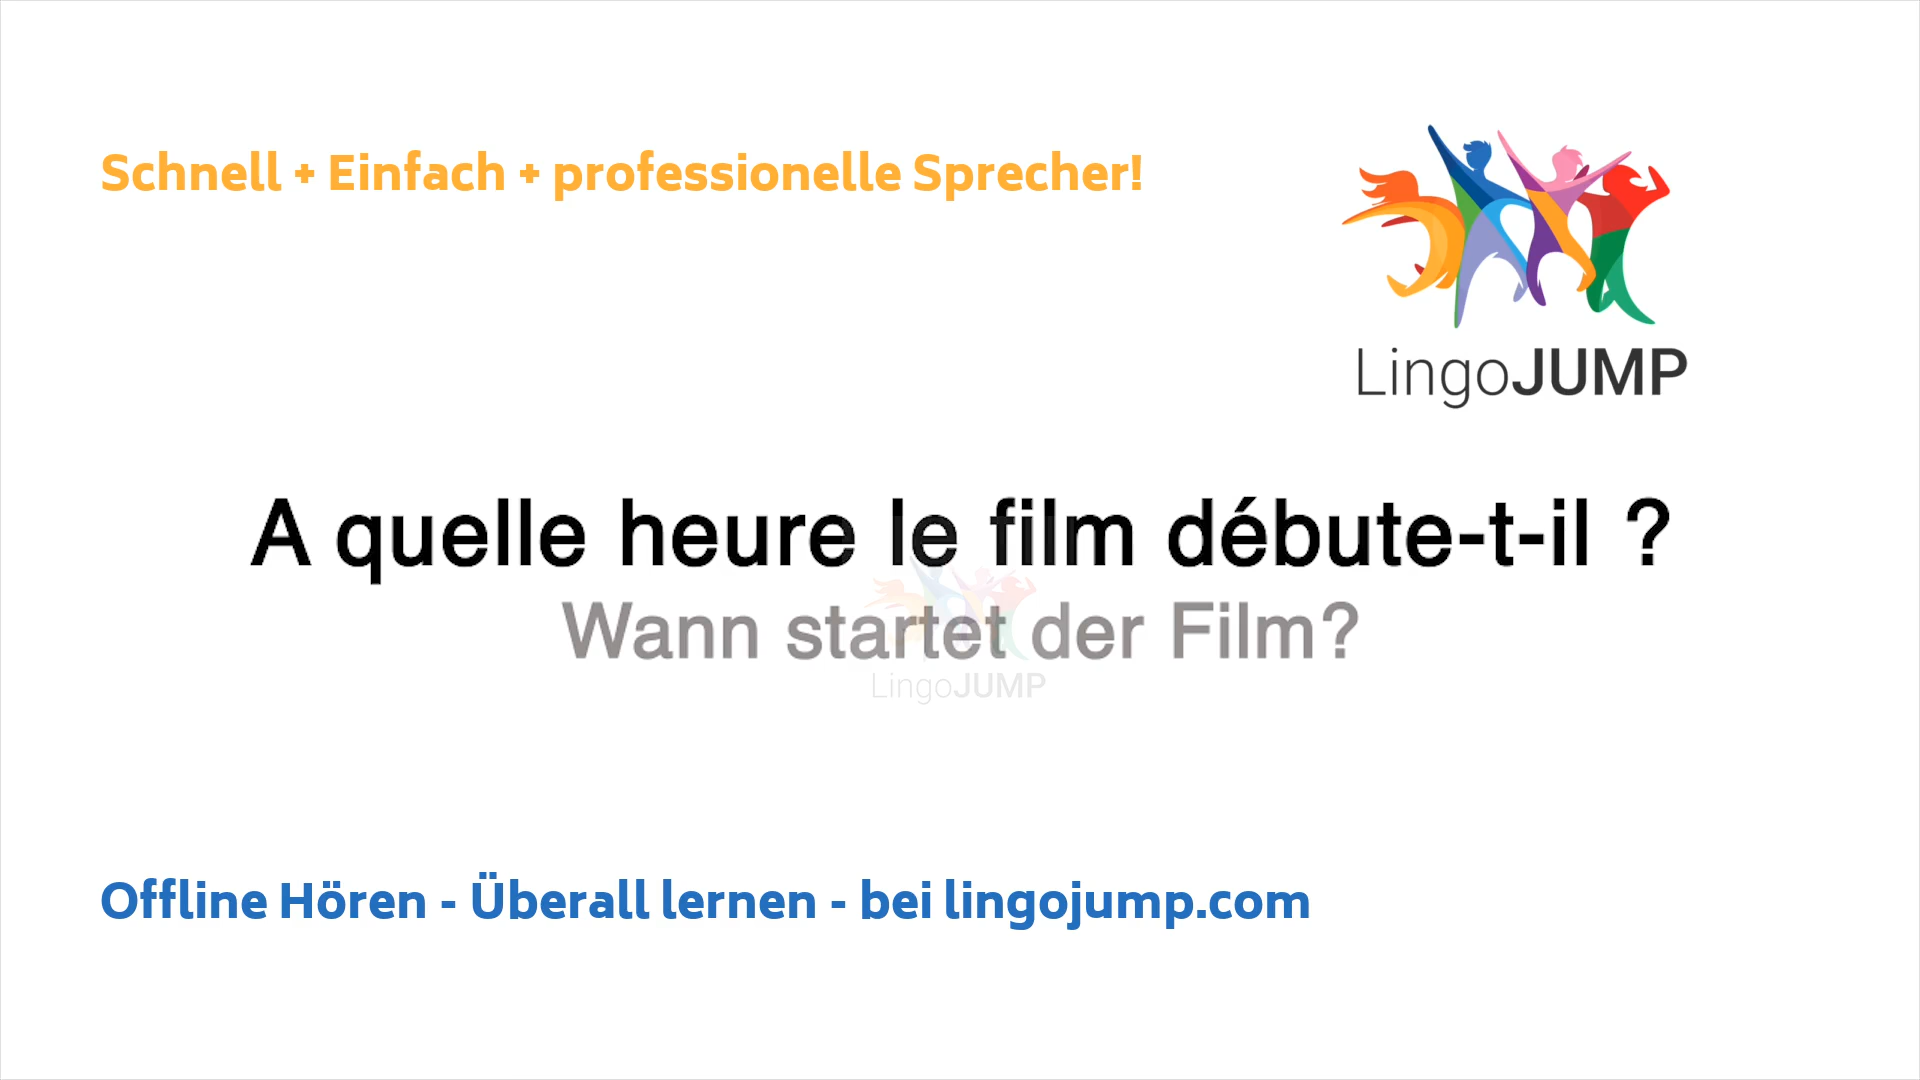 Schnell + Einfach + professionelle Sprecher!
LingoJUMP
A quelle heure le film débute-t-il ?
Wann startet der Film?
LingoJUMP
Offline Hören - Überall lernen - bei lingojump.com